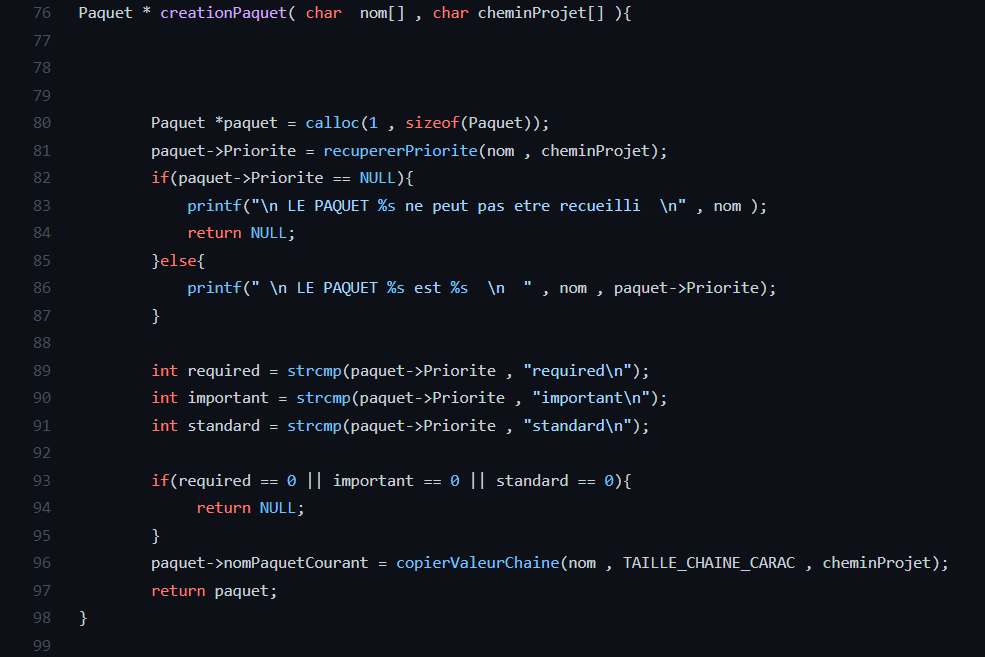 76 Paquet * creationPaquet( char  nom[] , char cheminProjet[] ){
77
78
79
80         Paquet *paquet = calloc(1 , sizeof(Paquet));
81         paquet->Priorite = recupererPriorite(nom , cheminProjet);
82         if(paquet->Priorite == NULL){
83             printf("\n LE PAQUET %s ne peut pas etre recueilli  \n" , nom );
84             return NULL;
85         }else{
86             printf(" \n LE PAQUET %s est %s  \n  " , nom , paquet->Priorite);
87         }
88
89         int required = strcmp(paquet->Priorite , "required\n");
90         int important = strcmp(paquet->Priorite , "important\n");
91         int standard = strcmp(paquet->Priorite , "standard\n");
92
93         if(required == 0 || important == 0 || standard == 0){
94              return NULL;
95         }
96         paquet->nomPaquetCourant = copierValeurChaine(nom , TAILLE_CHAINE_CARAC , cheminProjet);
97         return paquet;
98 }
99